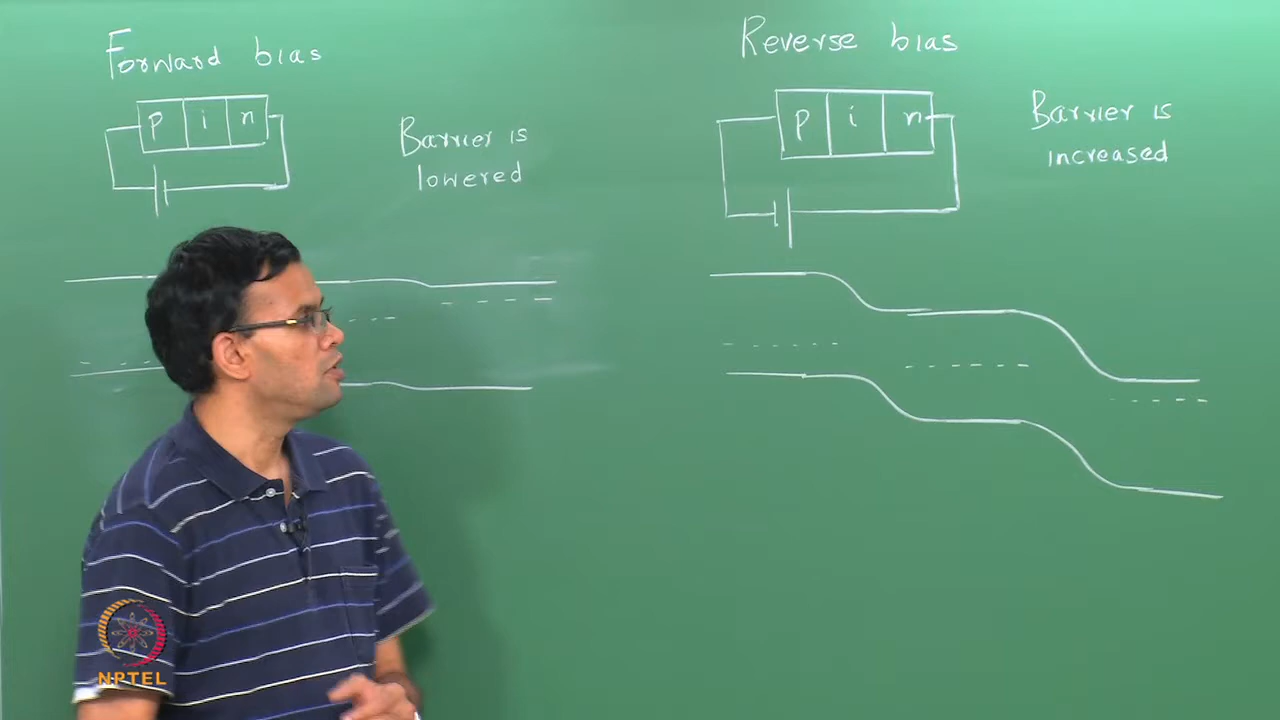 Forward bias
p i n
Barrier is
lowered
Reverse bias
p i n
Barrier is
increased
NPTEL